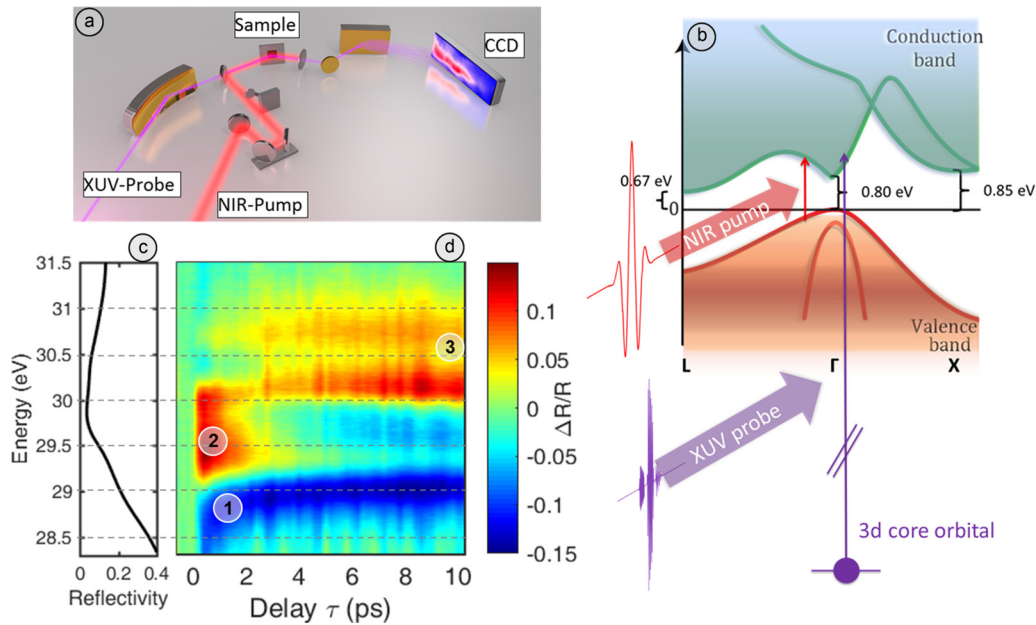 a
Sample
CCD
XUV-Probe
NIR-Pump
b
Conduction
band
0.67 eV
0.80 eV
0.85 eV
0
NIR pump
Valence
band
L
Γ
X
XUV probe
3d core orbital
c
31.5
31
30.5
30
29.5
29
28.5
Energy (eV)
0
0.2
0.4
Reflectivity
d
1
2
3
0
2
4
6
8
10
Delay τ (ps)
0.1
0.05
0
-0.05
-0.1
-0.15
ΔR/R